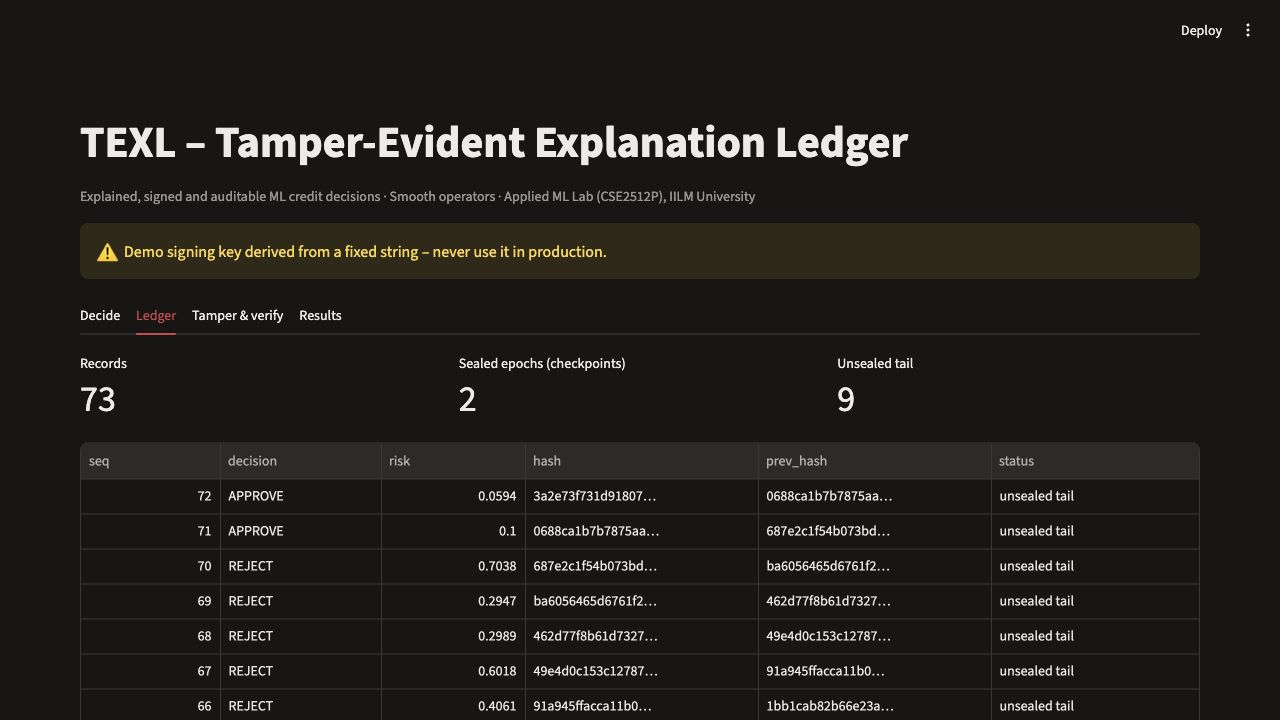 Deploy
TEXL – Tamper-Evident Explanation Ledger
Explained, signed and auditable ML credit decisions · Smooth operators · Applied ML Lab (CSE2512P), IILM University
⚠️ Demo signing key derived from a fixed string – never use it in production.
Decide Ledger Tamper & verify Results
Records Sealed epochs (checkpoints) Unsealed tail
73 2 9
seq decision risk hash prev_hash status
72 APPROVE 0.0594 3a2e73f731d91807… 0688ca1b7b7875aa… unsealed tail
71 APPROVE 0.1 0688ca1b7b7875aa… 687e2c1f54b073bd… unsealed tail
70 REJECT 0.7038 687e2c1f54b073bd… ba6056465d6761f2… unsealed tail
69 REJECT 0.2947 ba6056465d6761f2… 462d77f8b61d7327… unsealed tail
68 REJECT 0.2989 462d77f8b61d7327… 49e4d0c153c12787… unsealed tail
67 REJECT 0.6018 49e4d0c153c12787… 91a945ffacca11b0… unsealed tail
66 REJECT 0.4061 91a945ffacca11b0… 1bb1cab82b66e23a… unsealed tail